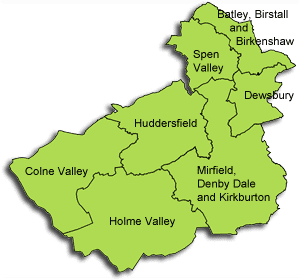 Batley, Birstall
and
Birkenshaw
Spen
Valley
Dewsbury
Huddersfield
Colne Valley
Mirfield,
Denby Dale
and Kirkburton
Holme Valley